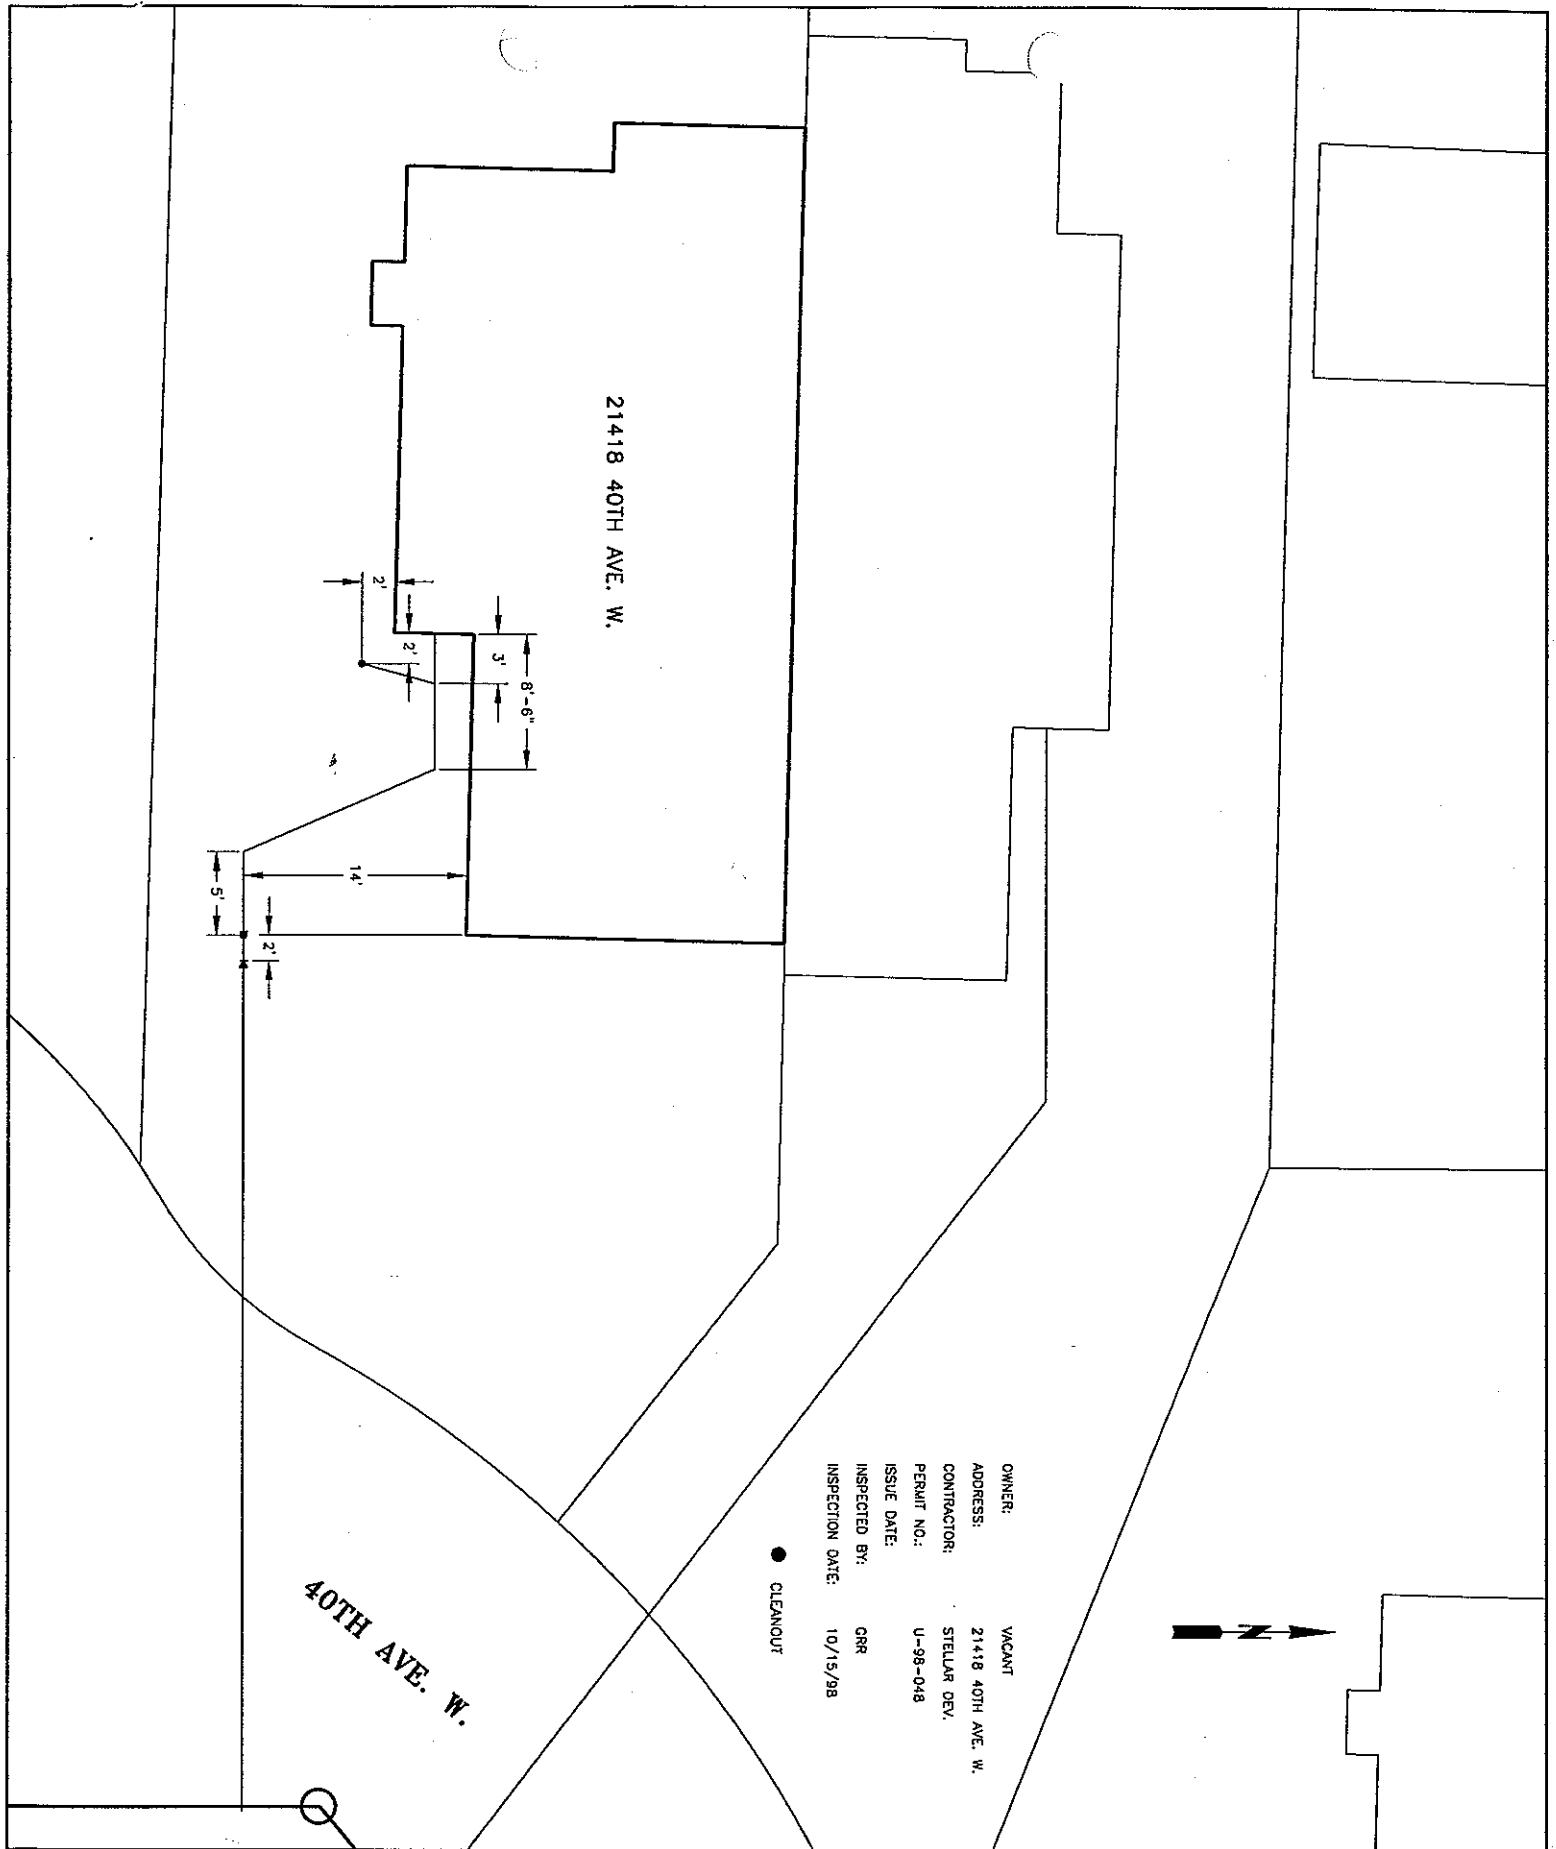 21418 40TH AVE. W.
2'
2'
3'
8'-6"
14'
5'
2'
40TH AVE. W.
OWNER: VACANT
ADDRESS: 21418 40TH AVE. W.
CONTRACTOR: STELLAR DEV.
PERMIT NO.: U-98-048
ISSUE DATE:
INSPECTED BY: GRR
INSPECTION DATE: 10/15/98
CLEANOUT
N